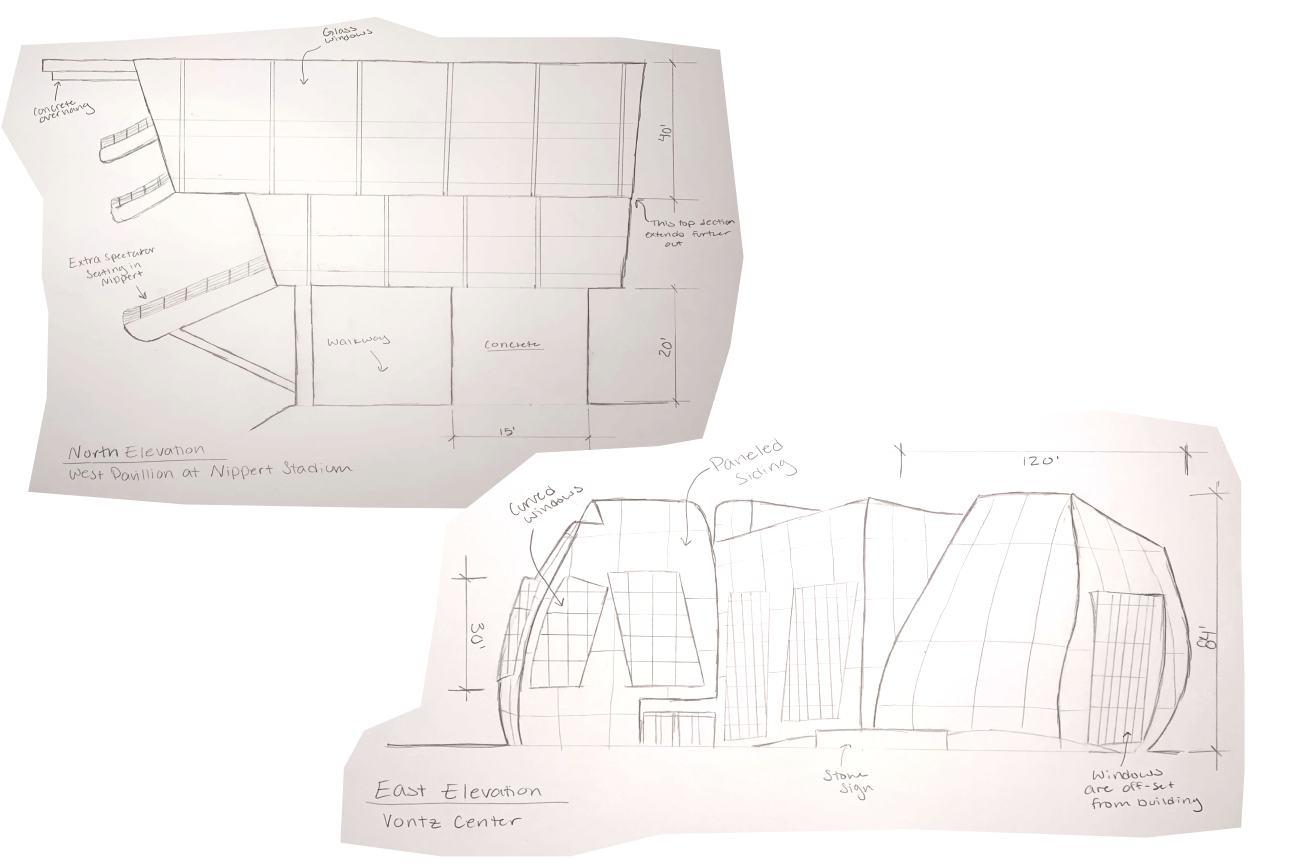 Glass
windows
concrete
overhang
40'
This top section
extends further
out
Extra Spectator
Seating in
Nippert
Walkway
Concrete
20'
15'
North Elevation
West Pavillion at Nippert Stadium
Curved
windows
Paneled
Siding
120'
30'
64'
Stone
Sign
Windows
are off-set
from building
East Elevation
Vontz Center